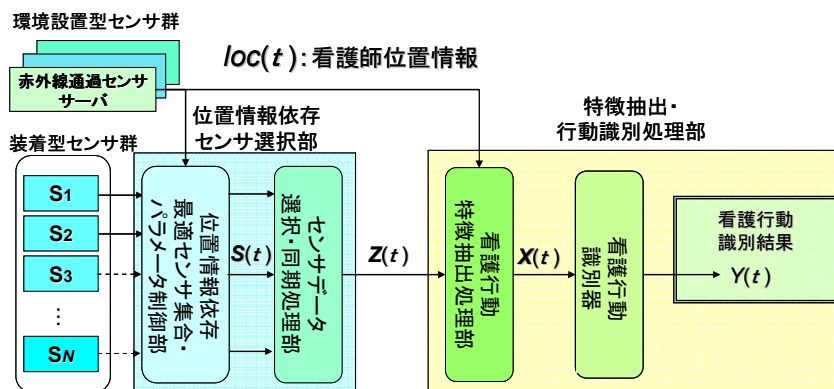 環境設置型センサ群
赤外線通過センサ
サーバ
loc(t):看護師位置情報
位置情報依存
センサ選択部
特徴抽出・
行動識別処理部
装着型センサ群
S1
S2
S3
⋮
SN
位置情報依存
最適センサ集合・
パラメータ制御部
S(t)
センサデータ
選択・同期処理部
Z(t)
看護行動
特徴抽出処理部
X(t)
看護行動
識別器
看護行動
識別結果
Y(t)